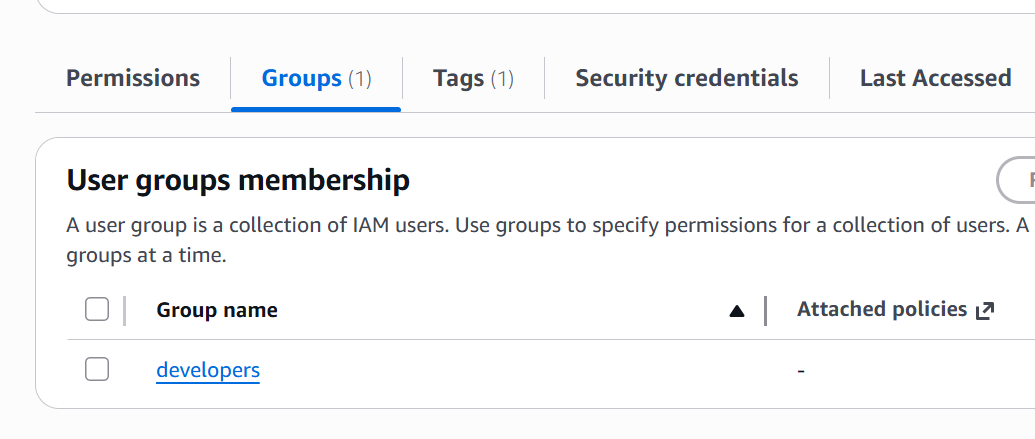 Permissions Groups (1) Tags (1) Security credentials Last Accessed
User groups membership
A user group is a collection of IAM users. Use groups to specify permissions for a collection of users. A
groups at a time.
Group name Attached policies
developers -